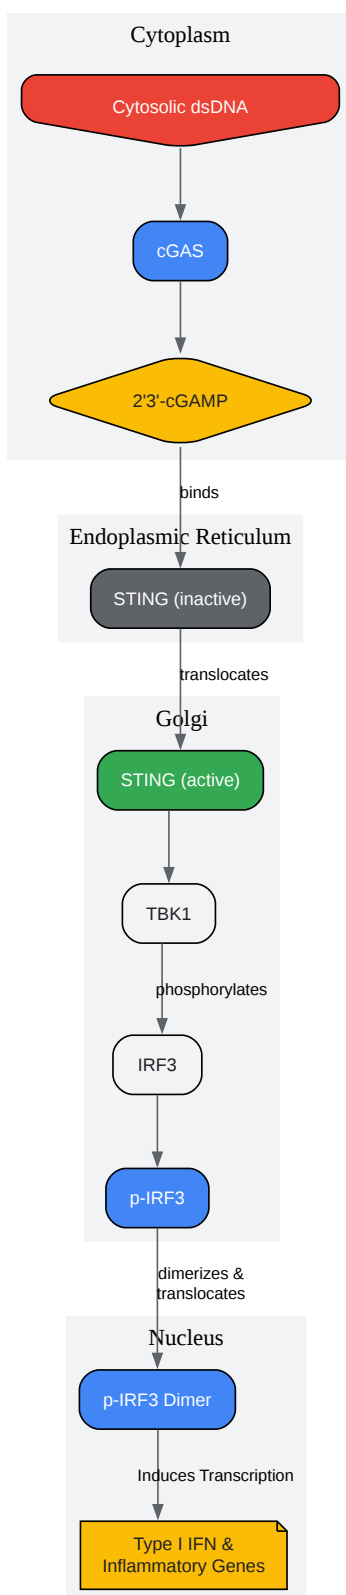 Cytoplasm
Cytosolic dsDNA
cGAS
2'3'-cGAMP
binds
Endoplasmic Reticulum
STING (inactive)
translocates
Golgi
STING (active)
TBK1
phosphorylates
IRF3
p-IRF3
dimerizes &
translocates
Nucleus
p-IRF3 Dimer
Induces Transcription
Type I IFN &
Inflammatory Genes